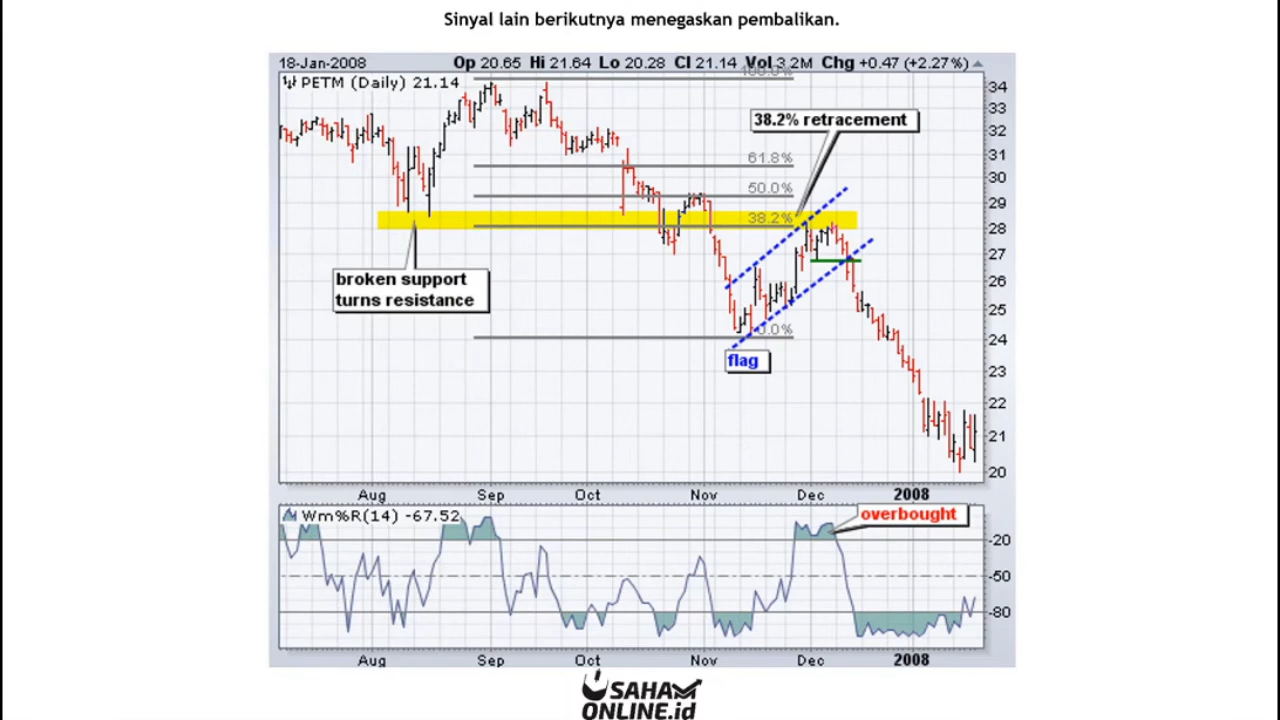 Sinyal lain berikutnya menegaskan pembalikan.
18-Jan-2008 Op 20.65 Hi 21.64 Lo 20.28 Cl 21.14 Vol 3.2M Chg +0.47 (+2.27%)
100.0%
PETM (Daily) 21.14
34
33
38.2% retracement
32
61.8%
31
30
50.0%
29
38.2%
28
27
broken support
turns resistance
26
25
0.0%
24
flag
23
22
21
20
Aug Sep Oct Nov Dec 2008
Wm%R(14) -67.52
overbought
-20
-50
-80
Aug Sep Oct Nov Dec 2008
SAHAM
ONLINE.id